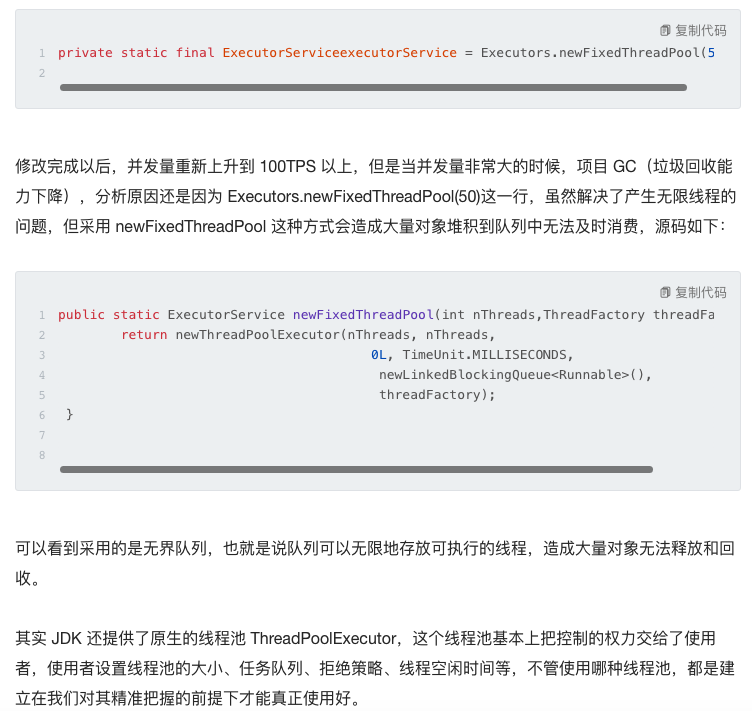 复制代码
1 private static final ExecutorServiceexecutorService = Executors.newFixedThreadPool(5
2
修改完成以后，并发量重新上升到 100TPS 以上，但是当并发量非常大的时候，项目 GC（垃圾回收能
力下降），分析原因还是因为 Executors.newFixedThreadPool(50)这一行，虽然解决了产生无限线程的
问题，但采用 newFixedThreadPool 这种方式会造成大量对象堆积到队列中无法及时消费，源码如下：
复制代码
1 public static ExecutorService newFixedThreadPool(int nThreads,ThreadFactory threadFa
2 return newThreadPoolExecutor(nThreads, nThreads,
3 0L, TimeUnit.MILLISECONDS,
4 newLinkedBlockingQueue<Runnable>(),
5 threadFactory);
6 }
7
8
可以看到采用的是无界队列，也就是说队列可以无限地存放可执行的线程，造成大量对象无法释放和回
收。
其实 JDK 还提供了原生的线程池 ThreadPoolExecutor，这个线程池基本上把控制的权力交给了使用
者，使用者设置线程池的大小、任务队列、拒绝策略、线程空闲时间等，不管使用哪种线程池，都是建
立在我们对其精准把握的前提下才能真正使用好。